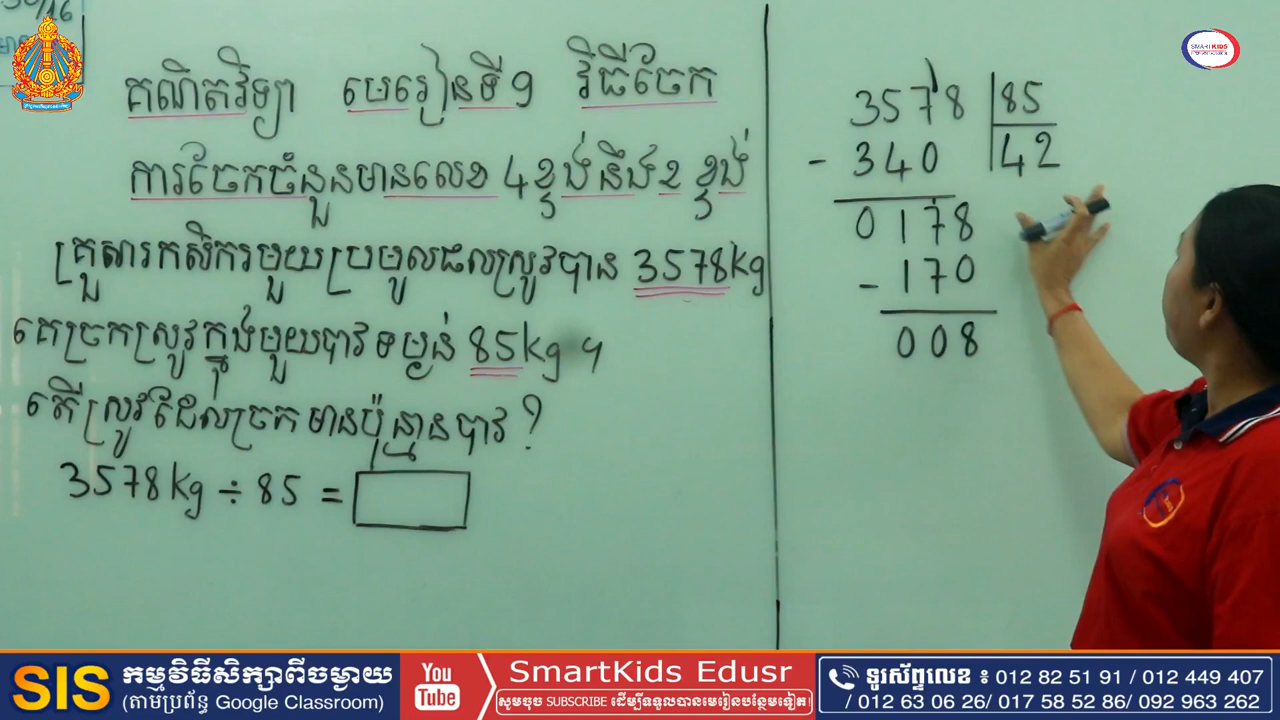 គណិតវិទ្យា មេរៀនទី 9 វិធីចែក
ការចែកចំនួនមានលេខ 4 ខ្ទង់ នឹង 2 ខ្ទង់
គ្រួសារកសិករមួយប្រមូលផលស្រូវបាន 3578kg
គេច្រកស្រូវក្នុងមួយបាវទម្ងន់ 85kg ។
តើស្រូវដែលច្រកមានប៉ុន្មានបាវ ?
3578kg ÷ 85 =
3578 85
- 340 42
0178
- 170
008
SMART KIDS
SIS
កម្មវិធីសិក្សាពីចម្ងាយ
(តាមប្រព័ន្ធ Google Classroom)
You Tube
SmartKids Edusr
សូមចុច SUBSCRIBE ដើម្បីទទួលបានមេរៀនបន្ថែមទៀត!
ទូរស័ព្ទលេខ ៖ 012 82 51 91 / 012 449 407
/ 012 63 06 26/ 017 58 52 86/ 092 963 262